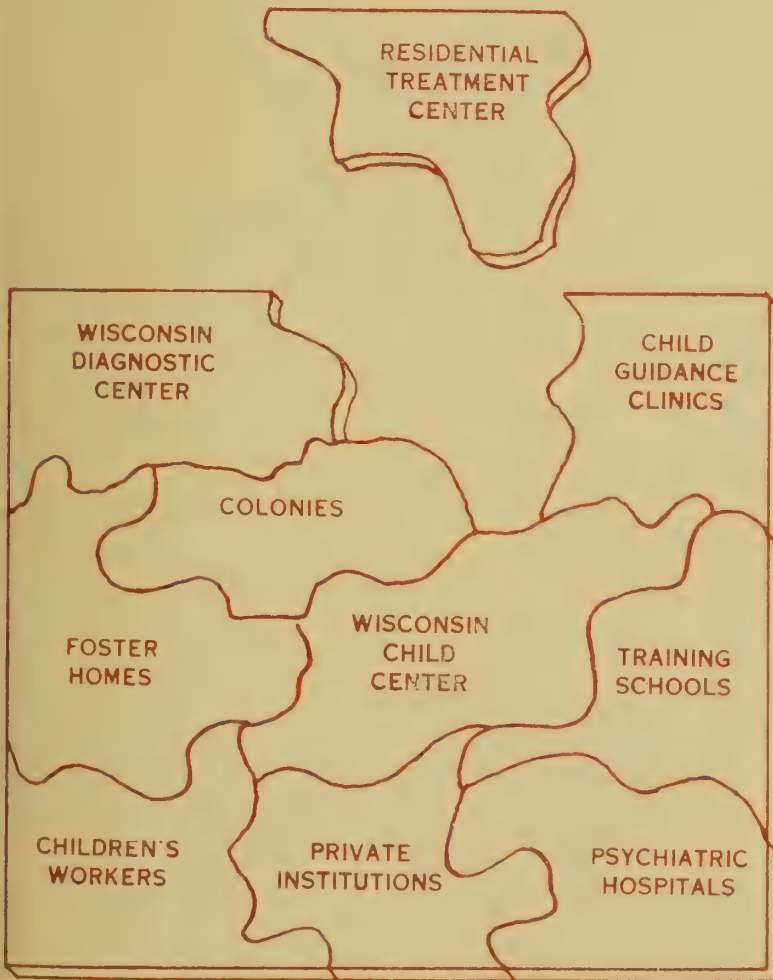 RESIDENTIAL
TREATMENT
CENTER
WISCONSIN
DIAGNOSTIC
CENTER
CHILD
GUIDANCE
CLINICS
COLONIES
FOSTER
HOMES
WISCONSIN
CHILD
CENTER
TRAINING
SCHOOLS
CHILDREN'S
WORKERS
PRIVATE
INSTITUTIONS
PSYCHIATRIC
HOSPITALS